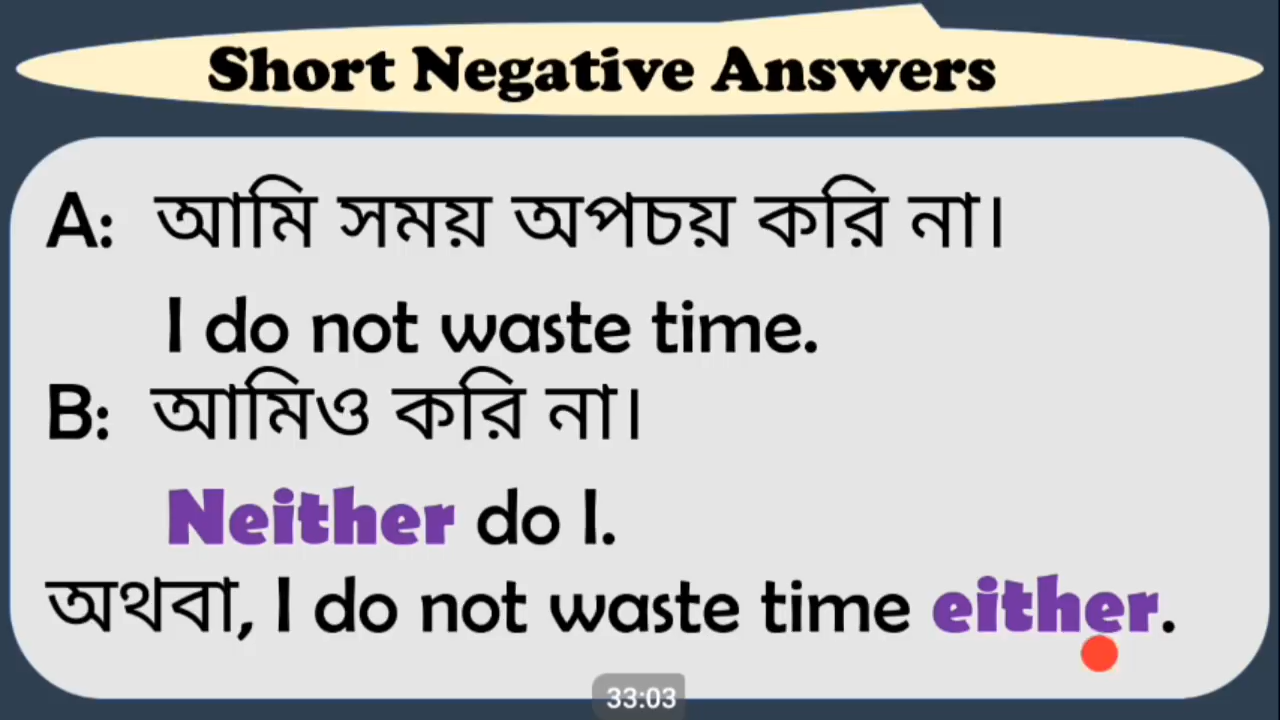 Short Negative Answers
A: আমি সময় অপচয় করি না।
I do not waste time.
B: আমিও করি না।
Neither do I.
অথবা, I do not waste time either.
33:03